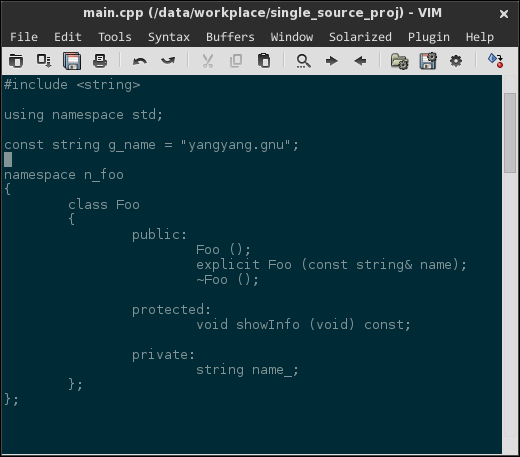 main.cpp (/data/workplace/single_source_proj) - VIM
File Edit Tools Syntax Buffers Window Solarized Plugin Help
#include <string>
using namespace std;
const string g_name = "yangyang.gnu";
namespace n_foo
{
class Foo
{
public:
Foo ();
explicit Foo (const string& name);
~Foo ();
protected:
void showInfo (void) const;
private:
string name_;
};
};